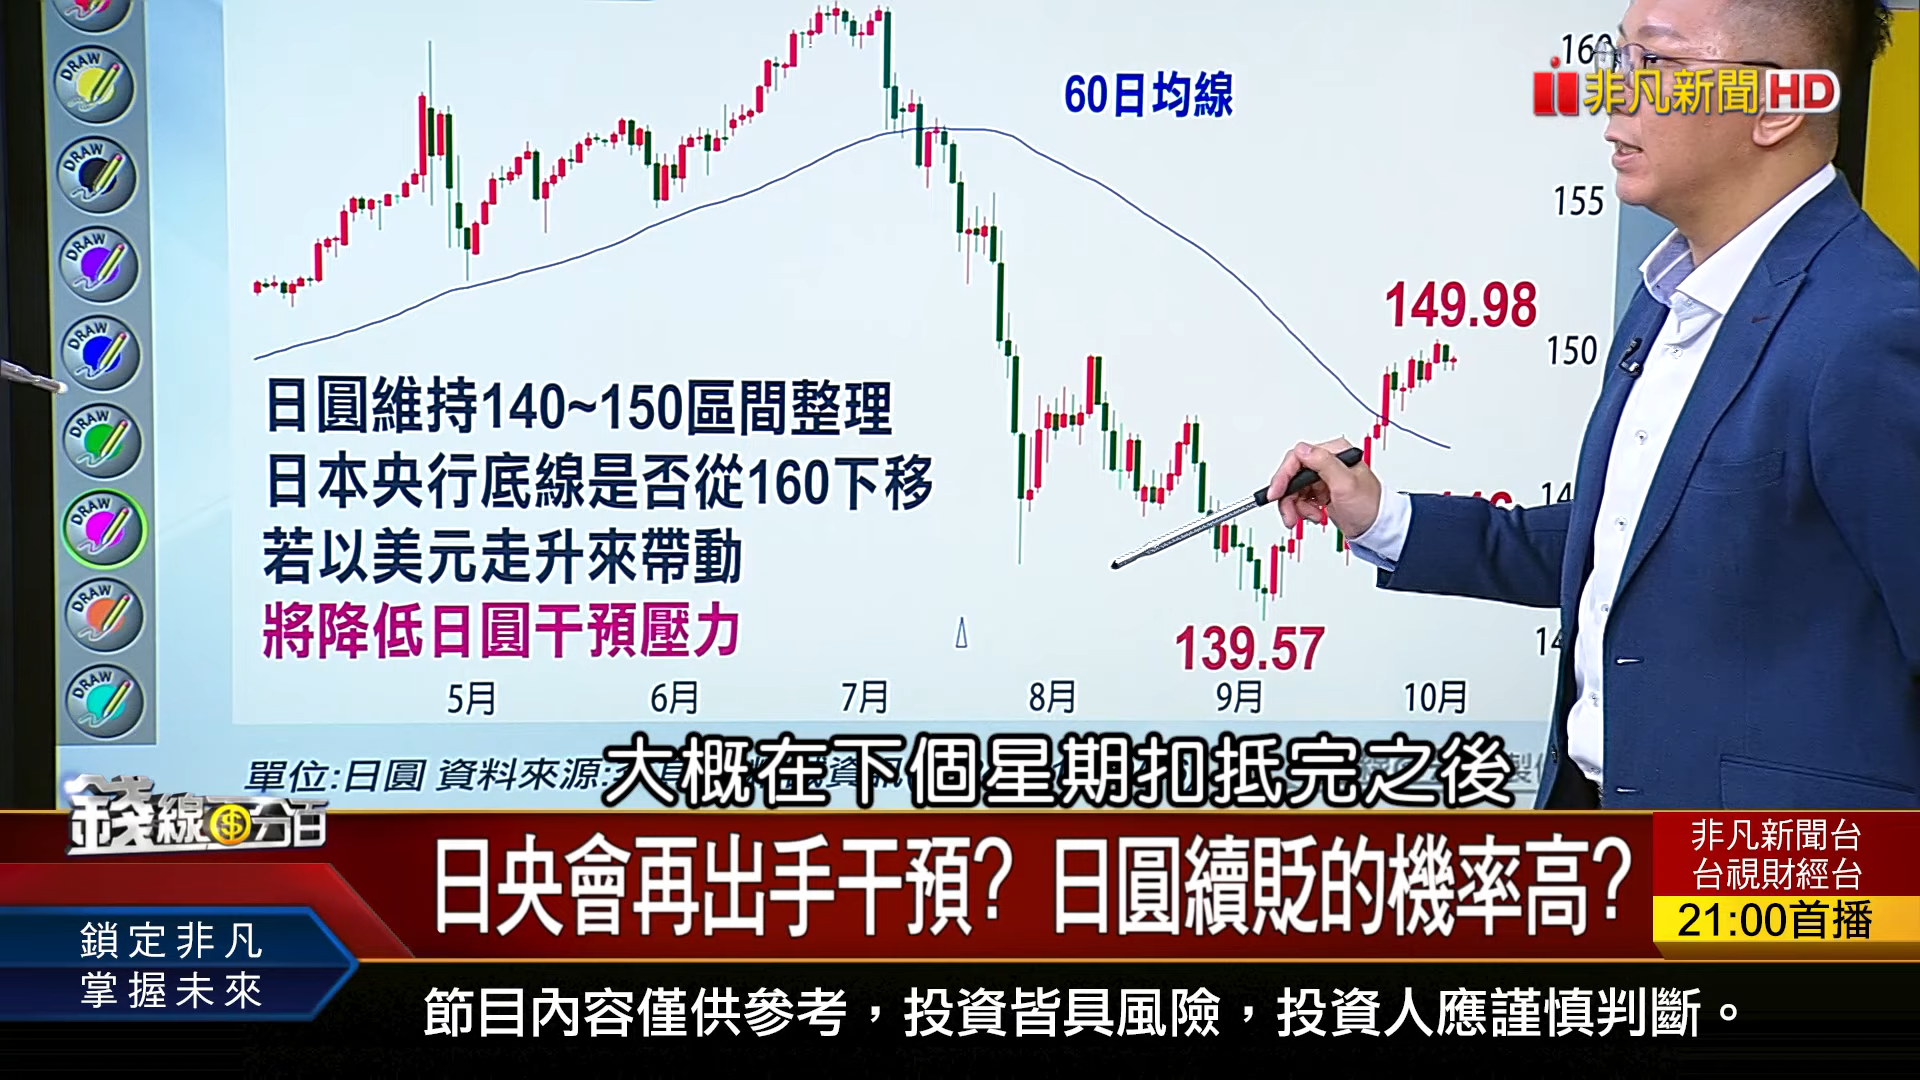 DRAW
DRAW
DRAW
DRAW
DRAW
DRAW
DRAW
DRAW
60日均線
160
非凡新聞HD
155
149.98
150
日圓維持140~150區間整理
日本央行底線是否從160下移
若以美元走升來帶動
將降低日圓干預壓力
139.57
5月
6月
7月
8月
9月
10月
單位:日圓 資料來源:
大概在下個星期扣抵完之後
錢線百分百
日央會再出手干預? 日圓續貶的機率高?
非凡新聞台
台視財經台
21:00首播
鎖定非凡
掌握未來
節目內容僅供參考，投資皆具風險，投資人應謹慎判斷。